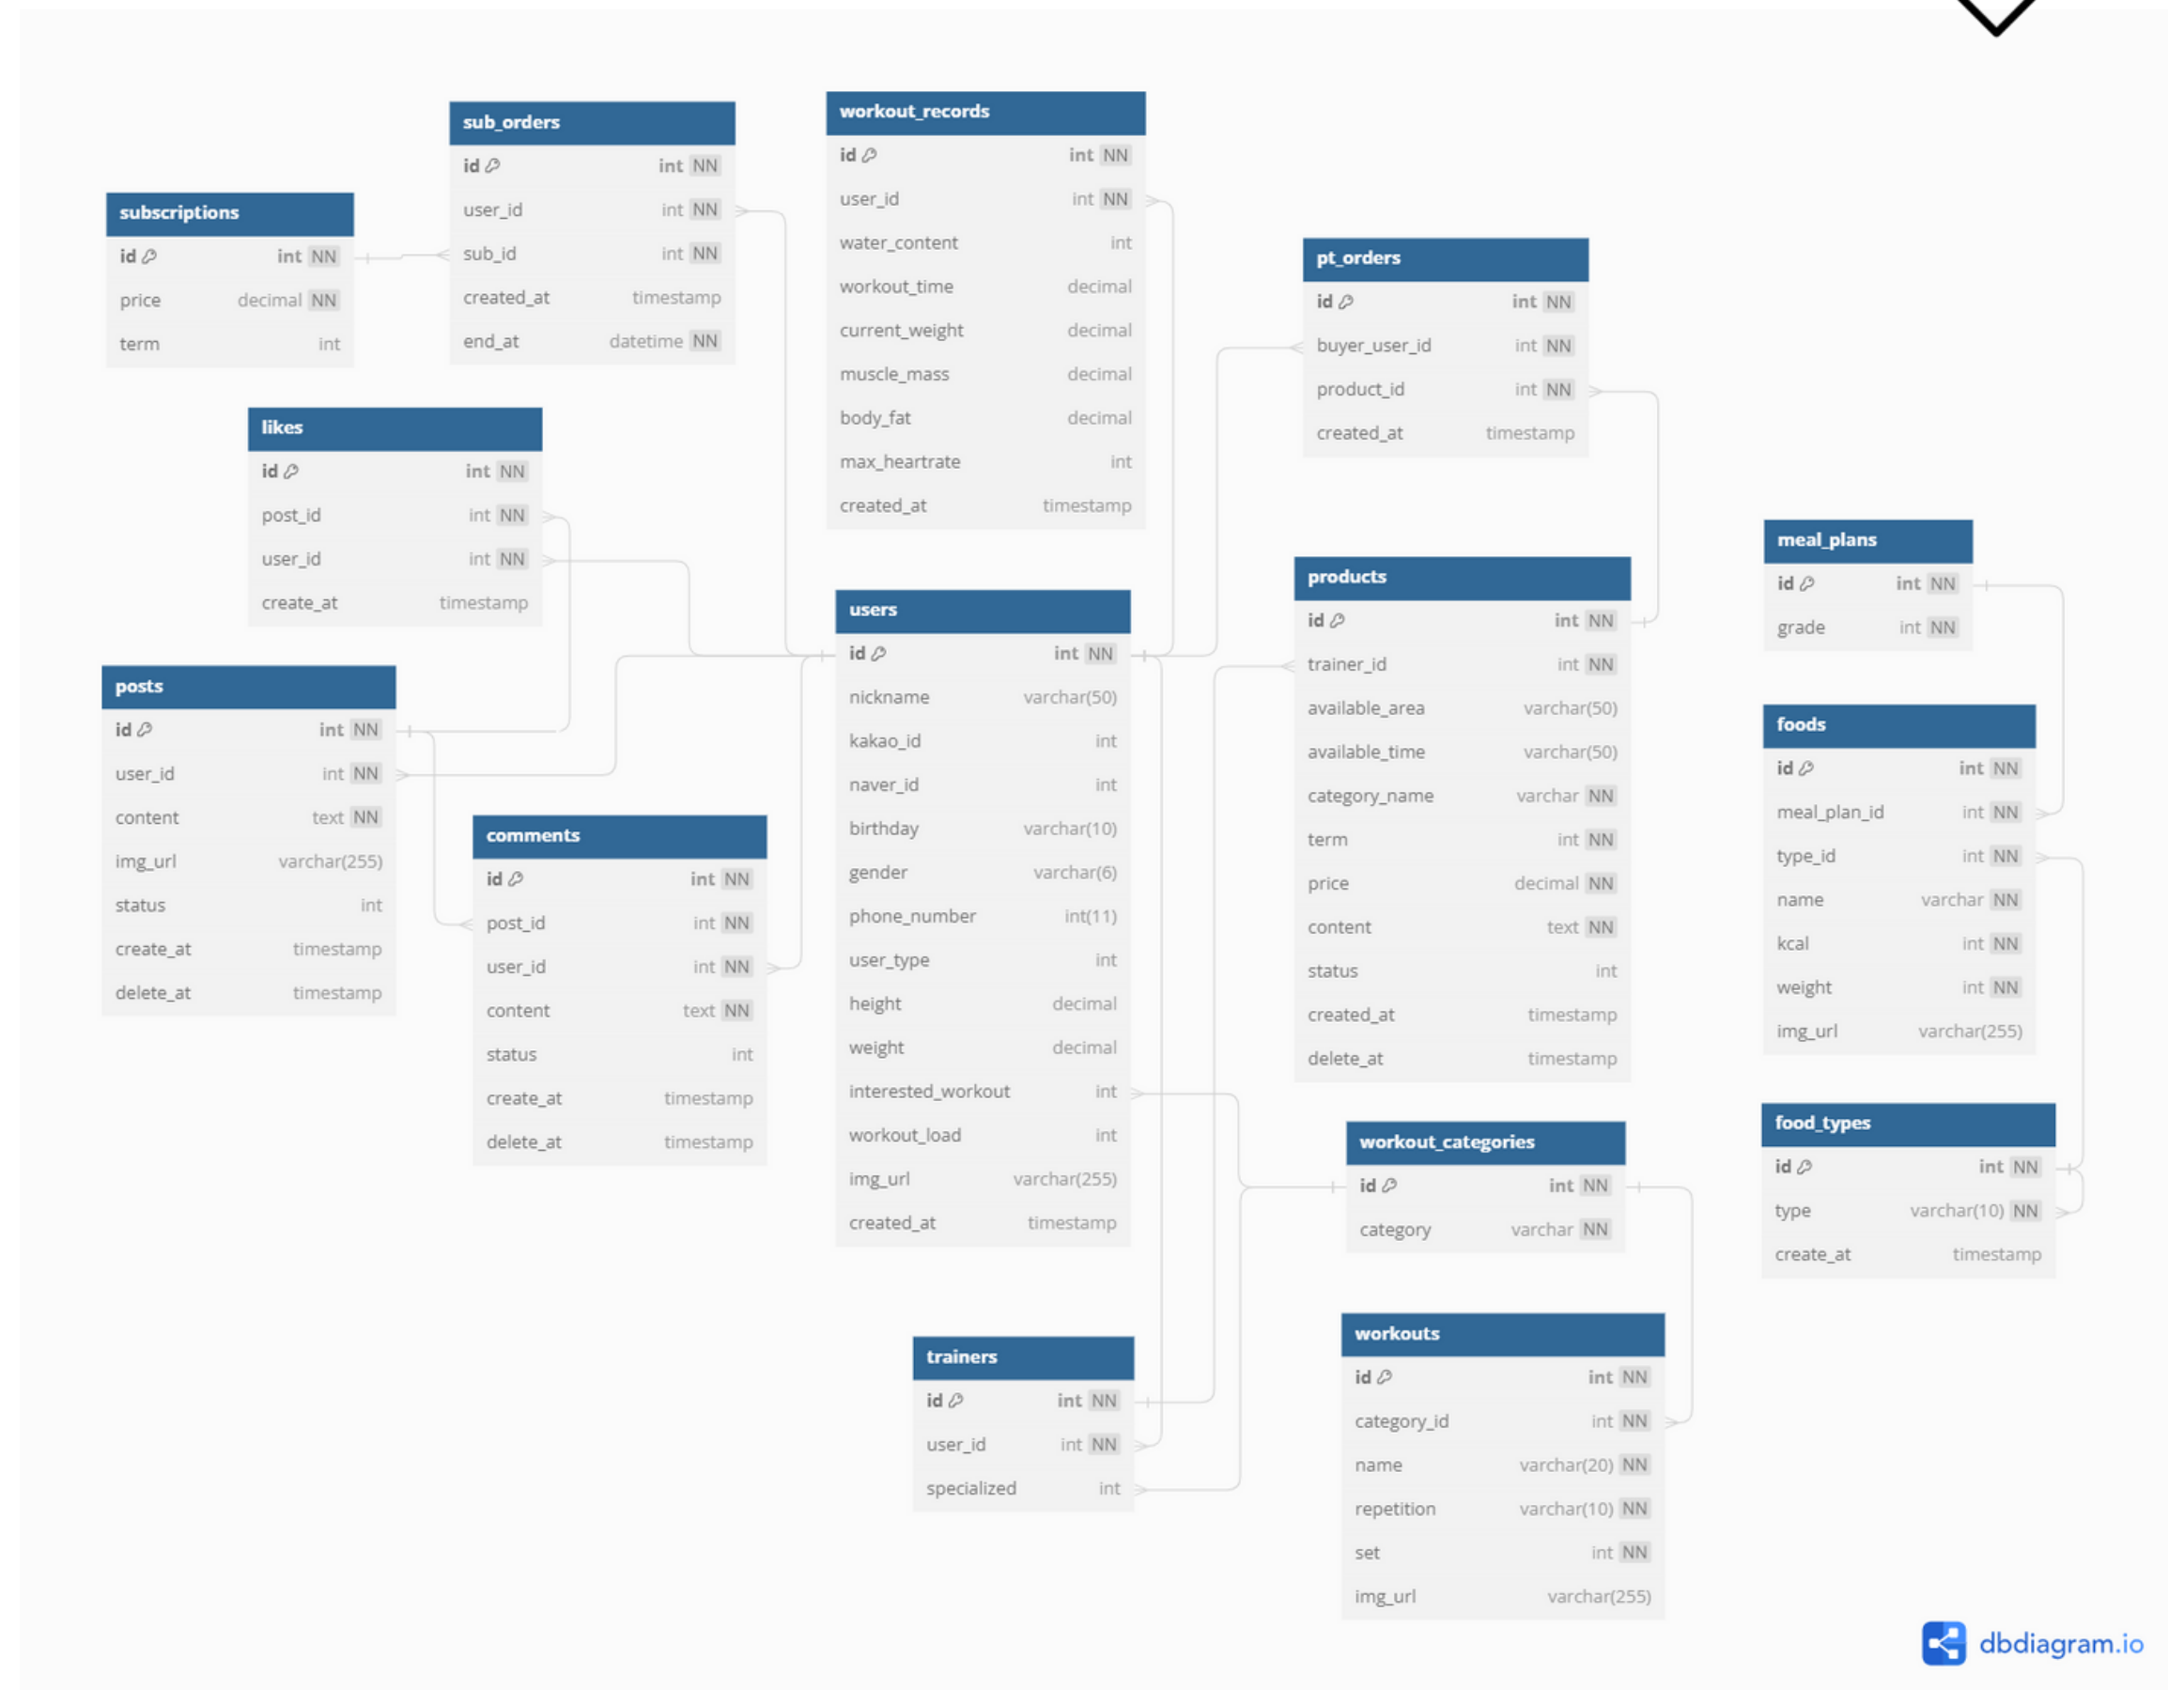 subscriptions
id int NN
price decimal NN
term int
sub_orders
id int NN
user_id int NN
sub_id int NN
created_at timestamp
end_at datetime NN
workout_records
id int NN
user_id int NN
water_content int
workout_time decimal
current_weight decimal
muscle_mass decimal
body_fat decimal
max_heartrate int
created_at timestamp
pt_orders
id int NN
buyer_user_id int NN
product_id int NN
created_at timestamp
likes
id int NN
post_id int NN
user_id int NN
create_at timestamp
posts
id int NN
user_id int NN
content text NN
img_url varchar(255)
status int
create_at timestamp
delete_at timestamp
comments
id int NN
post_id int NN
user_id int NN
content text NN
status int
create_at timestamp
delete_at timestamp
users
id int NN
nickname varchar(50)
kakao_id int
naver_id int
birthday varchar(10)
gender varchar(6)
phone_number int(11)
user_type int
height decimal
weight decimal
interested_workout int
workout_load int
img_url varchar(255)
created_at timestamp
products
id int NN
trainer_id int NN
available_area varchar(50)
available_time varchar(50)
category_name varchar NN
term int NN
price decimal NN
content text NN
status int
created_at timestamp
delete_at timestamp
meal_plans
id int NN
grade int NN
foods
id int NN
meal_plan_id int NN
type_id int NN
name varchar NN
kcal int NN
weight int NN
img_url varchar(255)
food_types
id int NN
type varchar(10) NN
create_at timestamp
workout_categories
id int NN
category varchar NN
trainers
id int NN
user_id int NN
specialized int
workouts
id int NN
category_id int NN
name varchar(20) NN
repetition varchar(10) NN
set int NN
img_url varchar(255)
dbdiagram.io